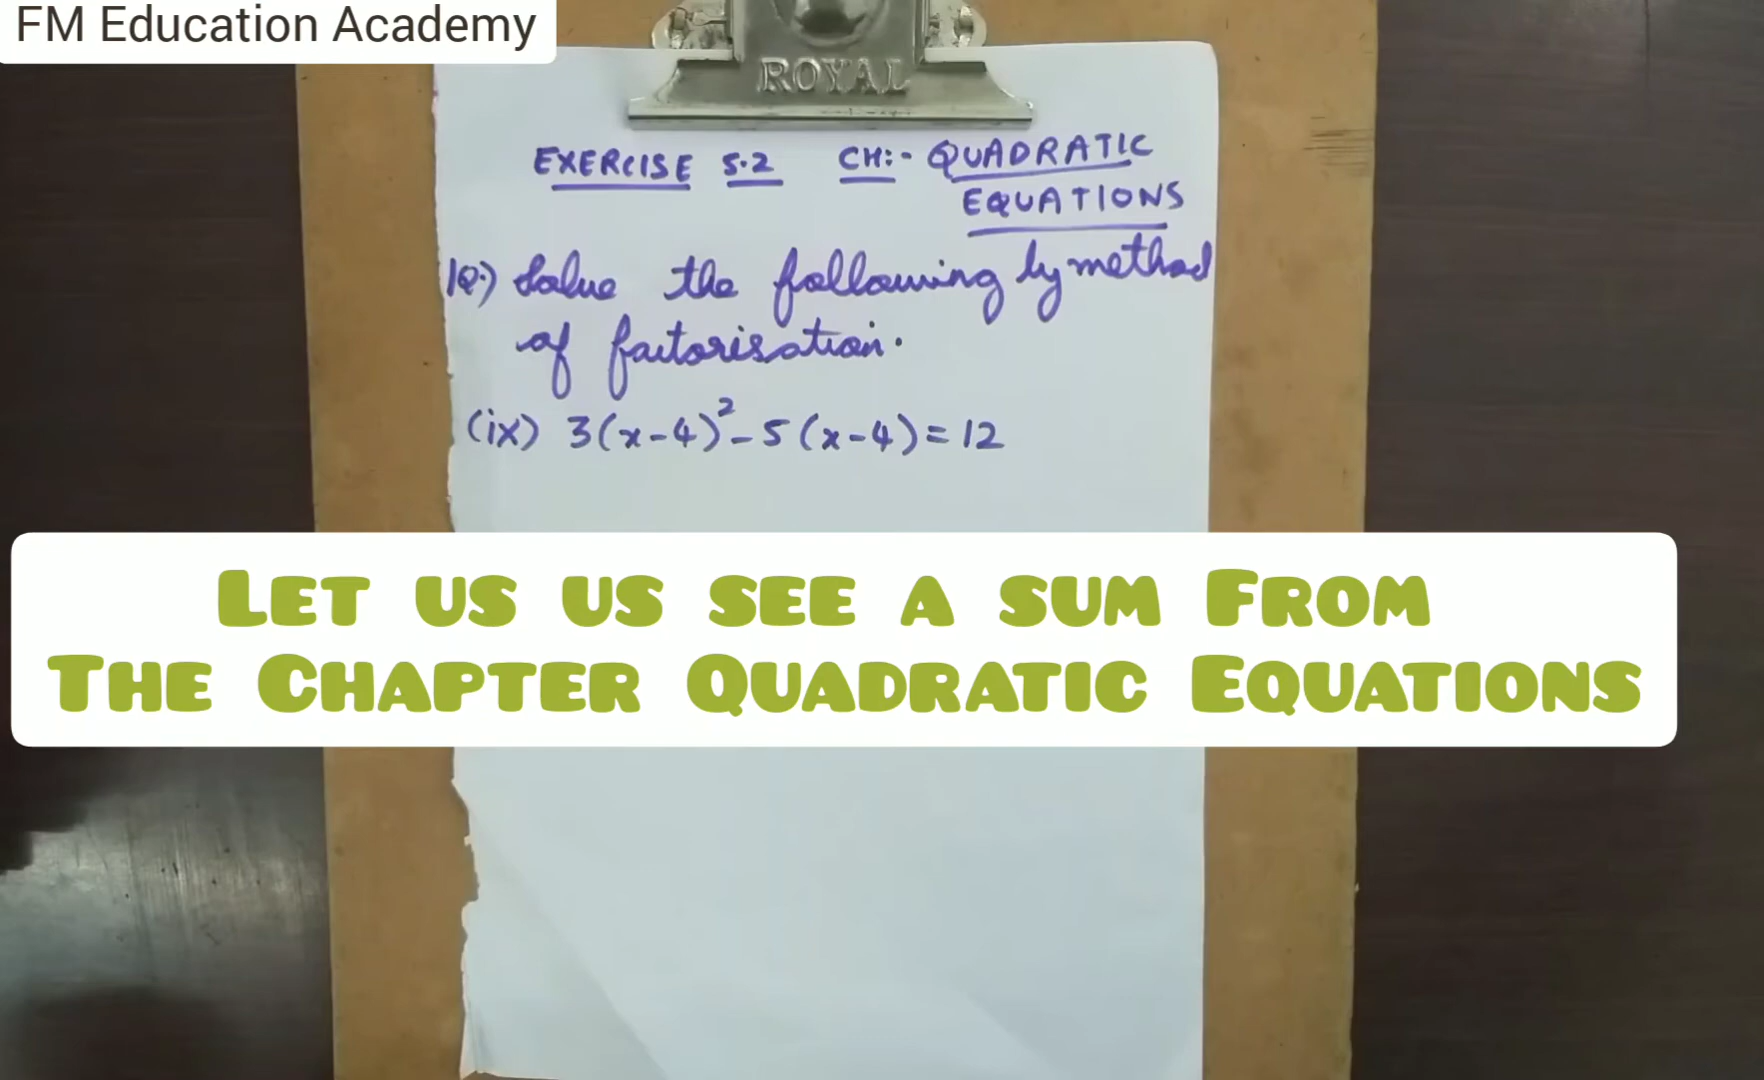 FM Education Academy
ROYAL
EXERCISE 5.2 CH:- QUADRATIC
EQUATIONS
1Q.) Solve the following by method
of factorisation.
(ix) 3(x-4)²-5(x-4)=12
LET US US SEE A SUM FROM
THE CHAPTER QUADRATIC EQUATIONS